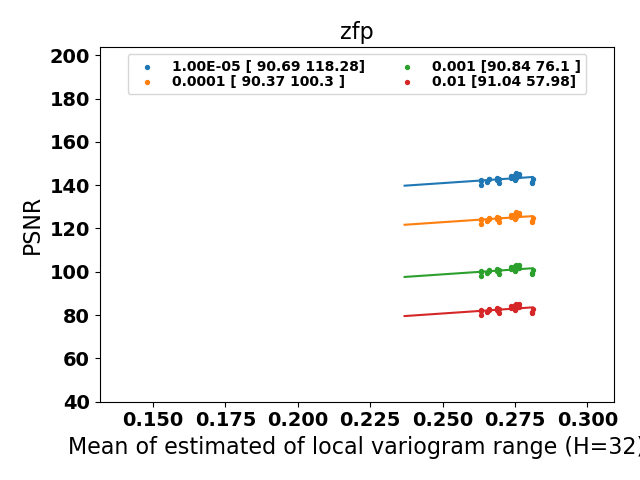 zfp
1.00E-05 [ 90.69 118.28]
0.0001 [ 90.37 100.3 ]
0.001 [90.84 76.1 ]
0.01 [91.04 57.98]
PSNR
200
180
160
140
120
100
80
60
40
0.150 0.175 0.200 0.225 0.250 0.275 0.300
Mean of estimated of local variogram range (H=32)